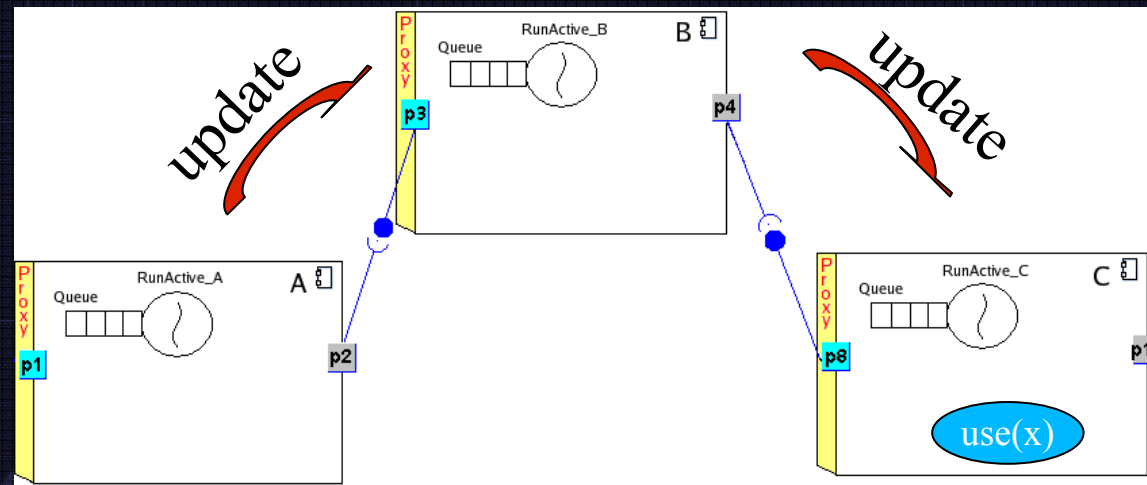 update
Proxy
Queue
RunActive_B
B
p3
p4
update
Proxy
Queue
RunActive_A
A
p1
p2
Proxy
Queue
RunActive_C
C
p8
use(x)